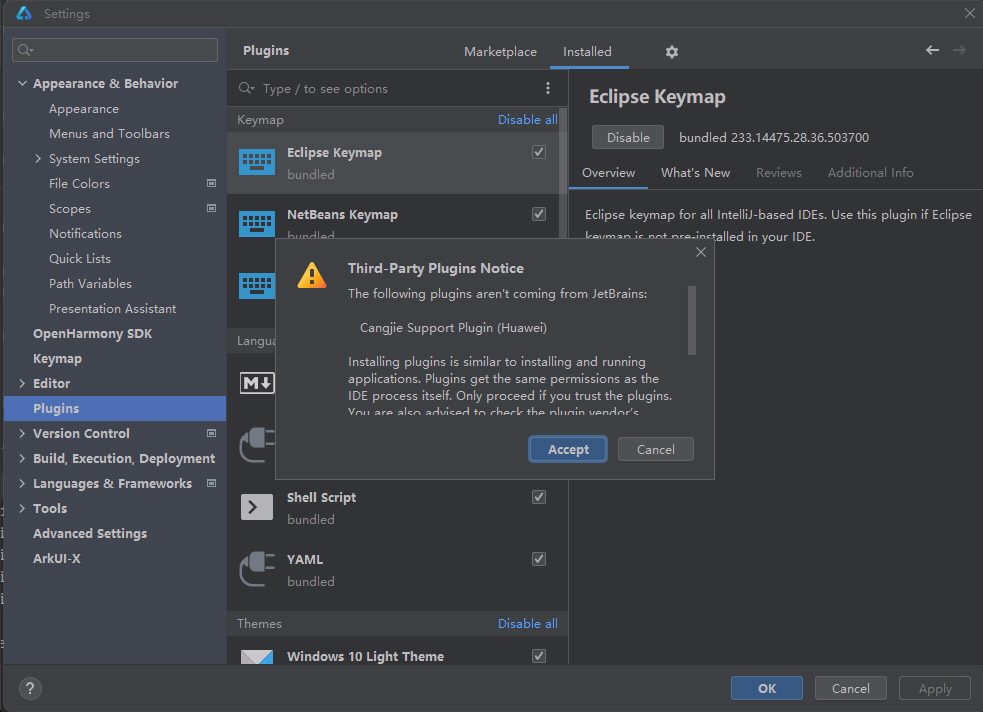 Settings
Appearance & Behavior
Appearance
Menus and Toolbars
System Settings
File Colors
Scopes
Notifications
Quick Lists
Path Variables
Presentation Assistant
OpenHarmony SDK
Keymap
Editor
Plugins
Version Control
Build, Execution, Deployment
Languages & Frameworks
Tools
Advanced Settings
ArkUI-X
Plugins
Marketplace
Installed
Type / to see options
Keymap
Disable all
Eclipse Keymap
bundled
NetBeans Keymap
bundled
Langua
M
Shell Script
bundled
YAML
bundled
Themes
Disable all
Windows 10 Light Theme
Eclipse Keymap
Disable
bundled 233.14475.28.36.503700
Overview
What's New
Reviews
Additional Info
Eclipse keymap for all IntelliJ-based IDEs. Use this plugin if Eclipse
keymap is not pre-installed in your IDE.
Third-Party Plugins Notice
The following plugins aren't coming from JetBrains:
Cangjie Support Plugin (Huawei)
Installing plugins is similar to installing and running
applications. Plugins get the same permissions as the
IDE process itself. Only proceed if you trust the plugins.
You are also advised to check the plugin vendor's
Accept
Cancel
?
OK
Cancel
Apply